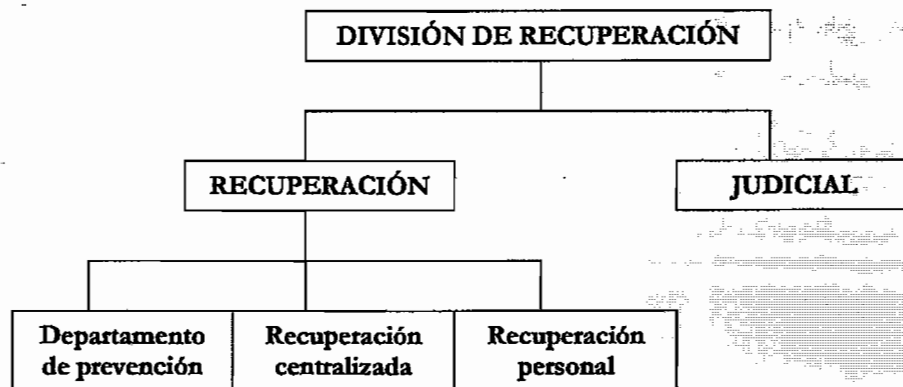 DIVISIÓN DE RECUPERACIÓN
RECUPERACIÓN
JUDICIAL
Departamento
de prevención
Recuperación
centralizada
Recuperación
personal